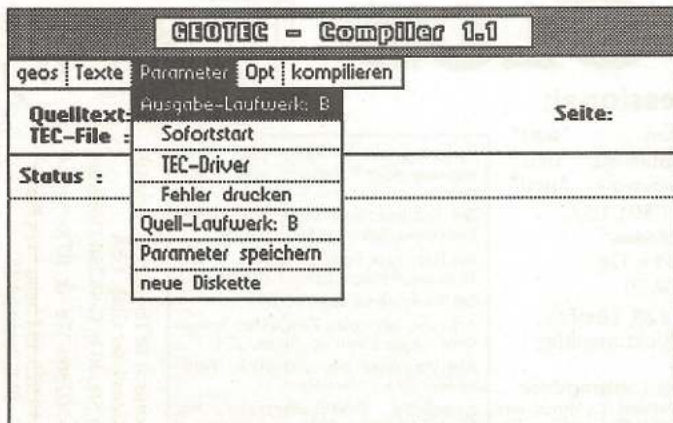 GEOTEC - Compiler 1.1
geos Texte Parameter Opt kompilieren
Ausgabe-Laufwerk: B
Quelltext:
Seite:
TEC-File :
Sofortstart
TEC-Driver
Status :
Fehler drucken
Quell-Laufwerk: B
Parameter speichern
neue Diskette